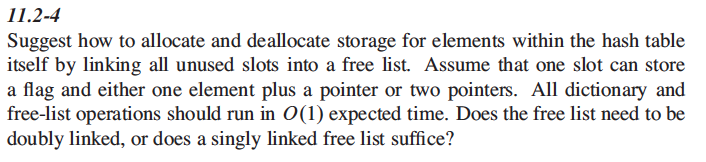 11.2-4
Suggest how to allocate and deallocate storage for elements within the hash table
itself by linking all unused slots into a free list. Assume that one slot can store
a flag and either one element plus a pointer or two pointers. All dictionary and
free-list operations should run in O(1) expected time. Does the free list need to be
doubly linked, or does a singly linked free list suffice?